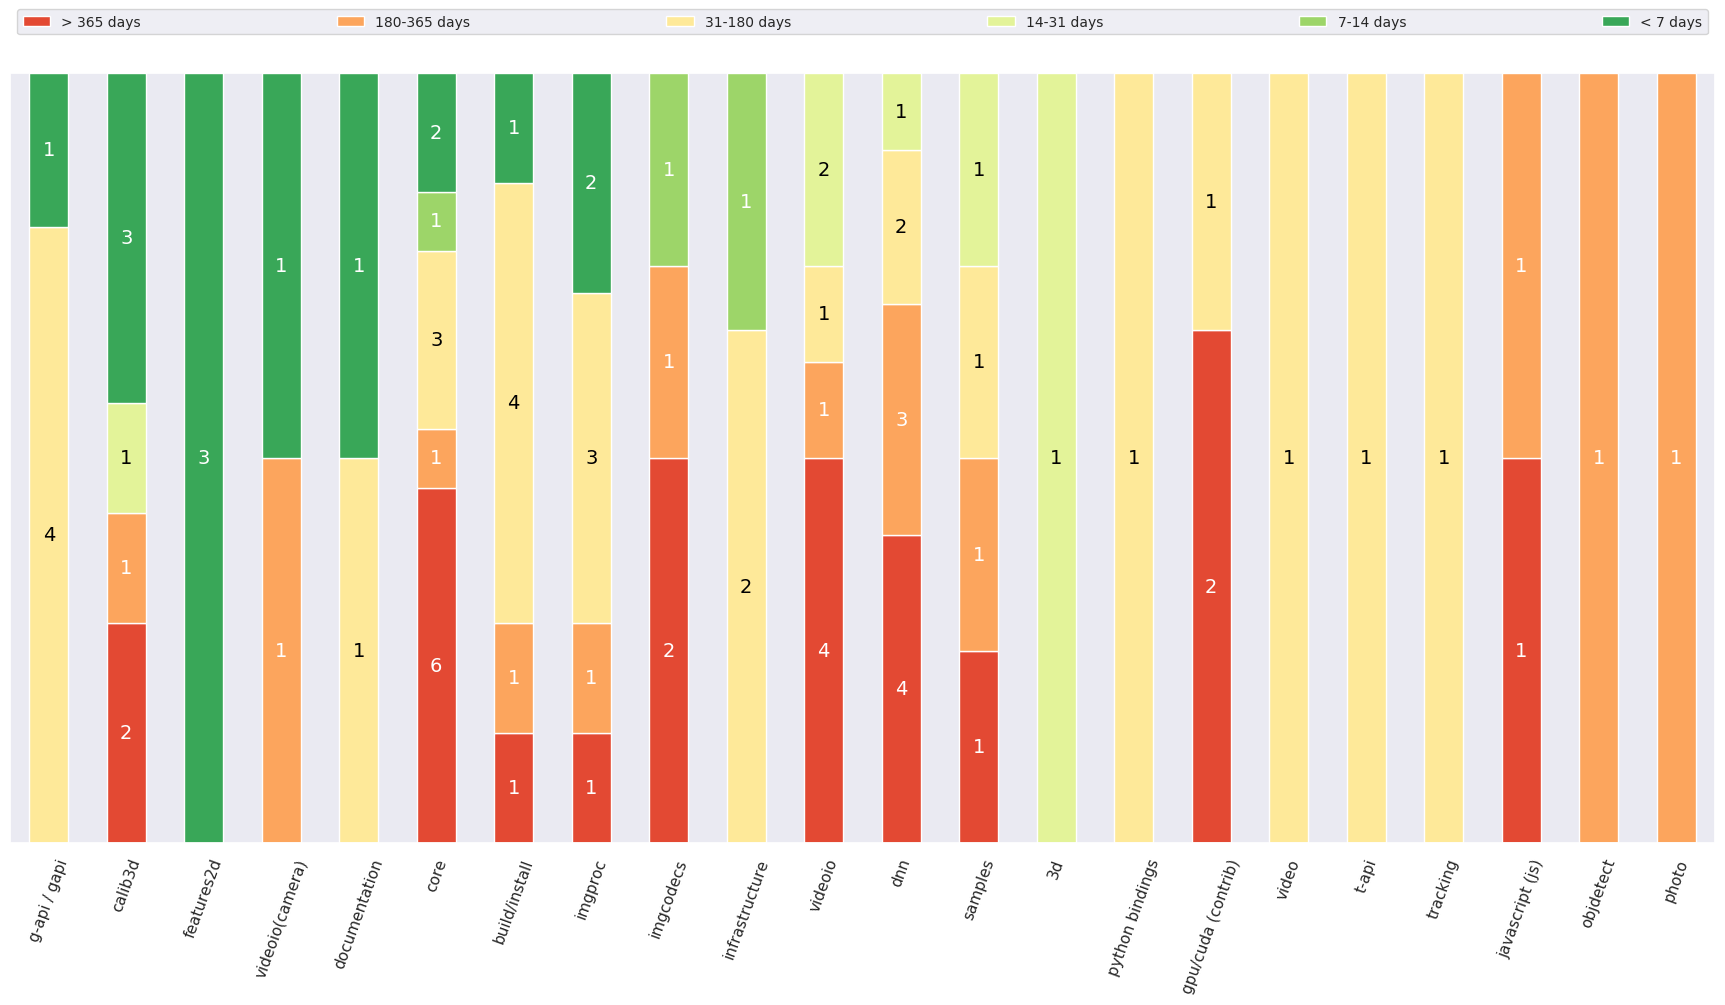 > 365 days 180-365 days 31-180 days 14-31 days 7-14 days < 7 days
1 3 3 1 1 2 1 2 1 1 2 1 1 1 1 1 1 1 1 1 1 1
4 1 1 1 1 1 4 3 1 2 1 2 1 2 1
1 3 1 1 2 1 3 1
2 1 1 1 4 4 1
6
g-api / gapi
calib3d
features2d
videoio(camera)
documentation
core
build/install
imgproc
imgcodecs
infrastructure
videoio
dnn
samples
3d
python bindings
gpu/cuda (contrib)
video
t-api
tracking
javascript (js)
objdetect
photo